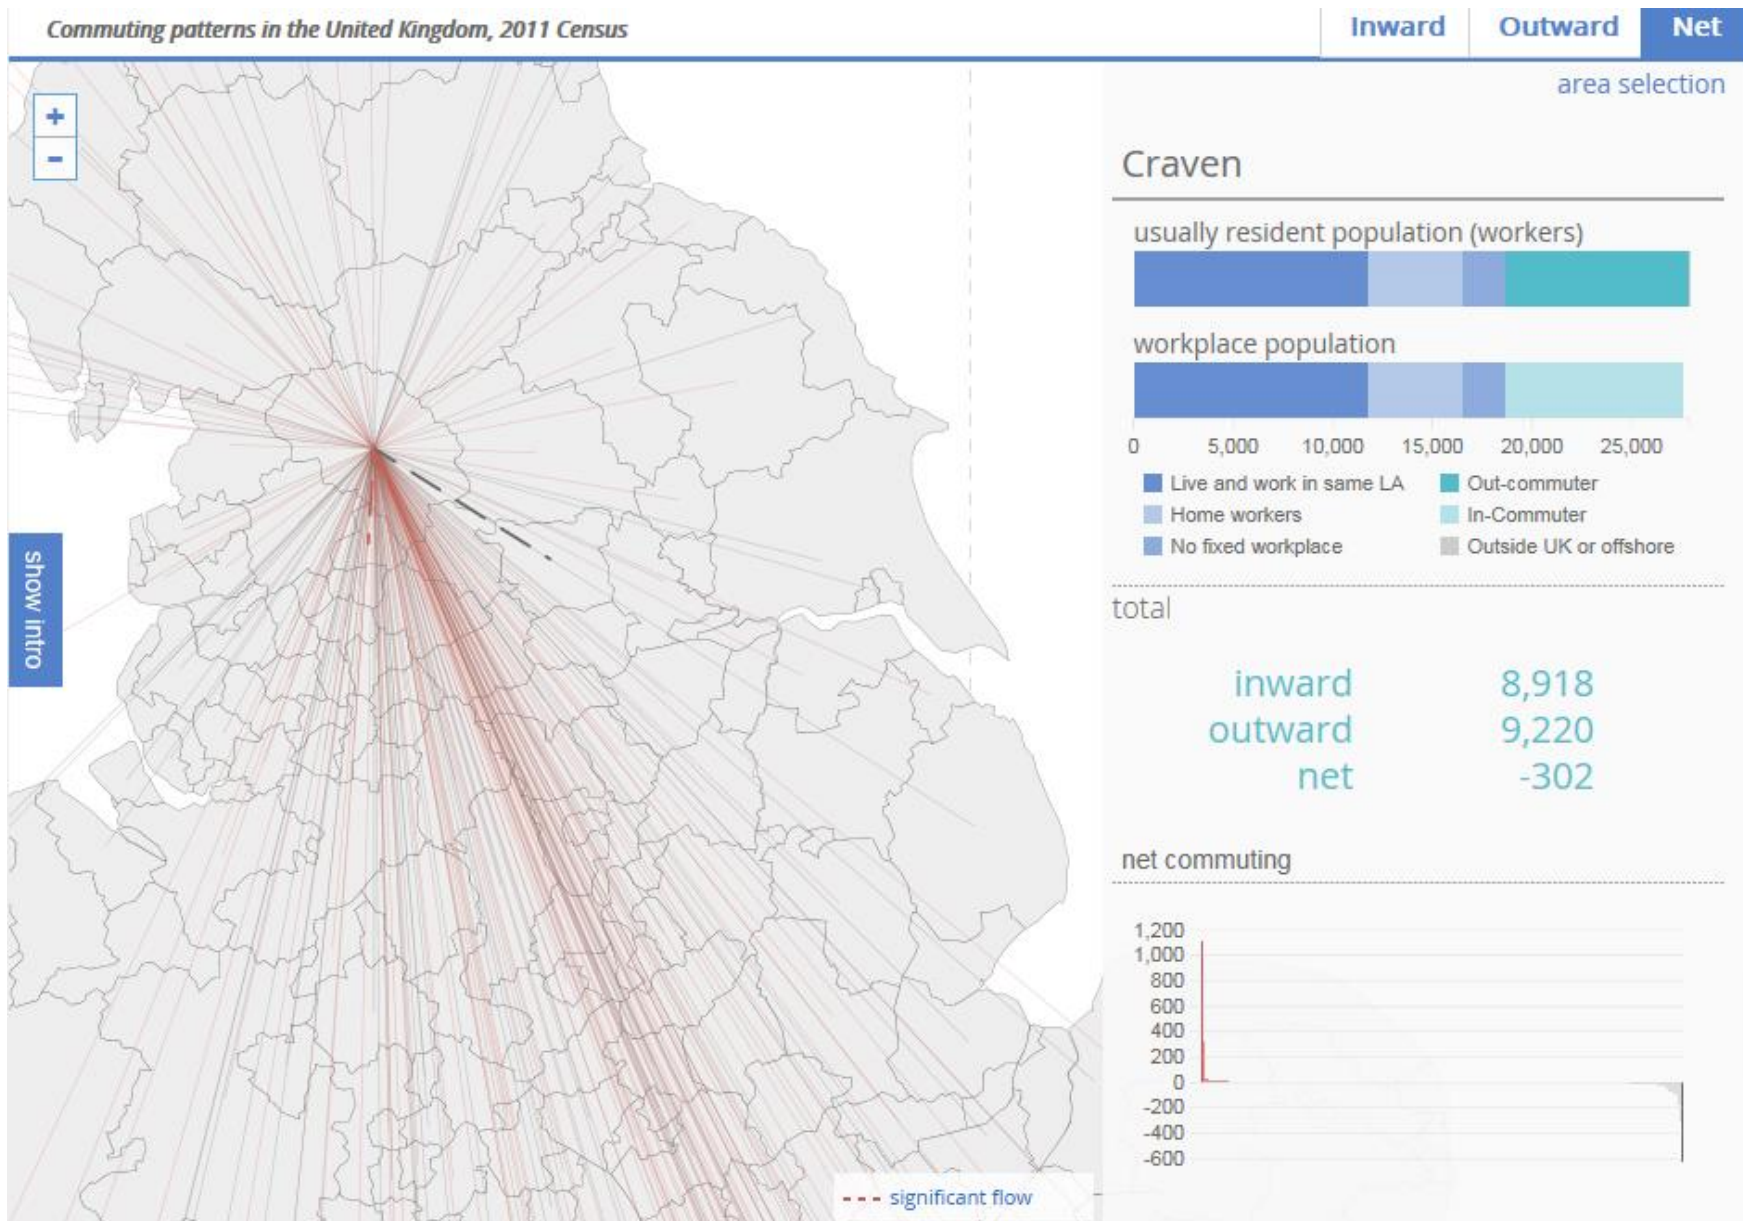 Commuting patterns in the United Kingdom, 2011 Census
Inward
Outward
Net
area selection
+
-
show intro
Craven
usually resident population (workers)
workplace population
0 5,000 10,000 15,000 20,000 25,000
Live and work in same LA
Out-commuter
Home workers
In-Commuter
No fixed workplace
Outside UK or offshore
total
inward 8,918
outward 9,220
net -302
net commuting
1,200
1,000
800
600
400
200
0
-200
-400
-600
significant flow